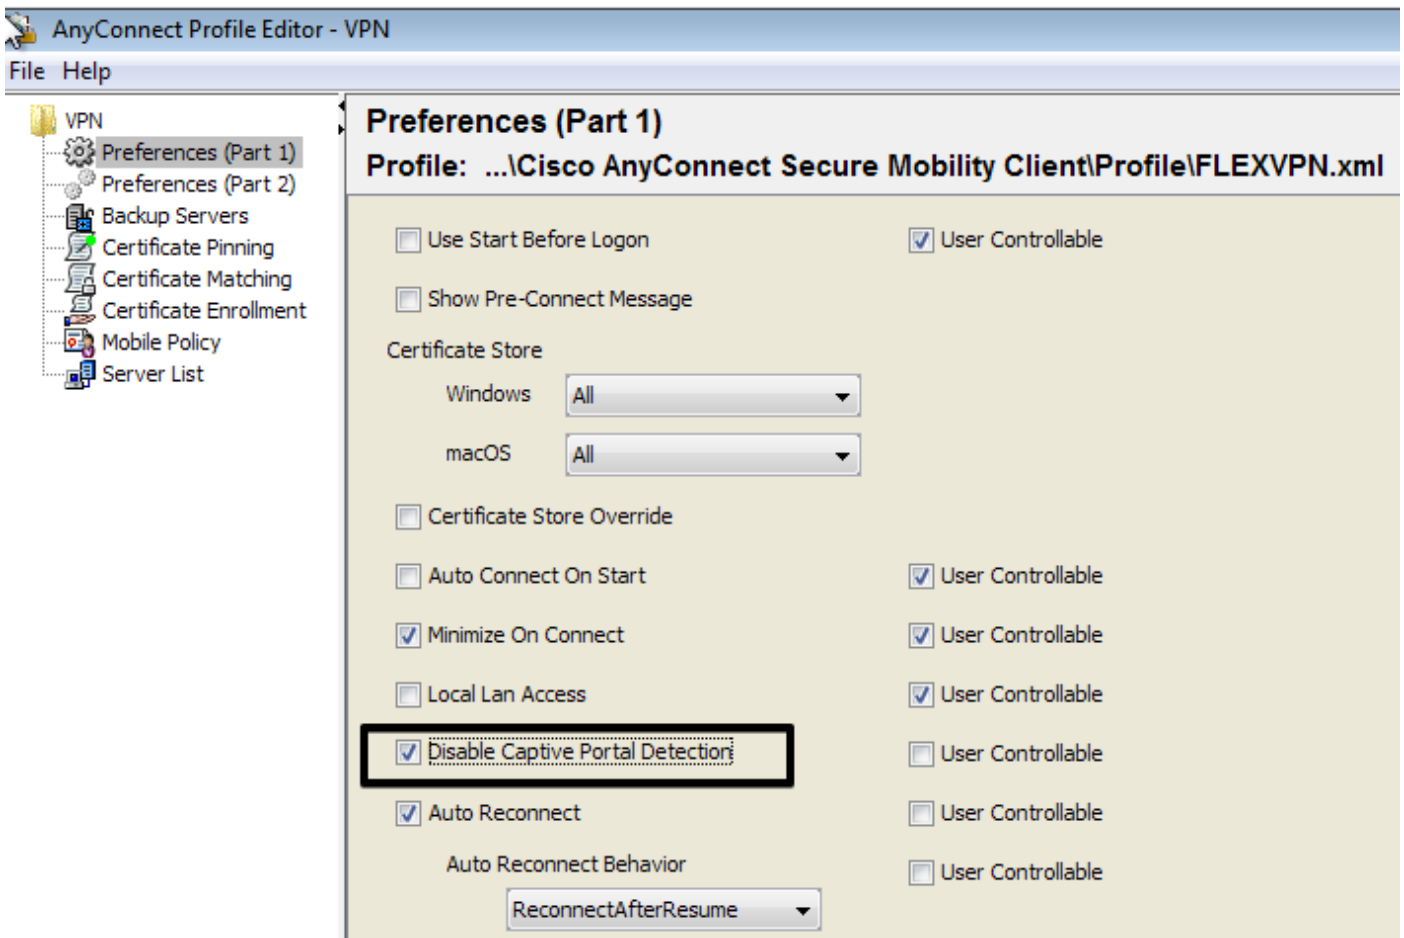 AnyConnect Profile Editor - VPN
File Help
VPN
Preferences (Part 1)
Preferences (Part 2)
Backup Servers
Certificate Pinning
Certificate Matching
Certificate Enrollment
Mobile Policy
Server List
Preferences (Part 1)
Profile: ...\Cisco AnyConnect Secure Mobility Client\Profile\FLEXVPN.xml
Use Start Before Logon User Controllable
Show Pre-Connect Message
Certificate Store
Windows All
macOS All
Certificate Store Override
Auto Connect On Start User Controllable
Minimize On Connect User Controllable
Local Lan Access User Controllable
Disable Captive Portal Detection User Controllable
Auto Reconnect User Controllable
Auto Reconnect Behavior User Controllable
ReconnectAfterResume